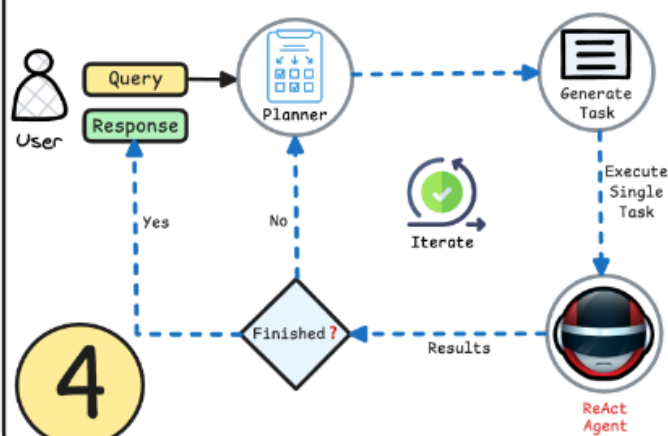 Query
Response
User
Planner
Generate
Task
Execute
Single
Task
Yes
No
Iterate
Finished?
Results
4
ReAct
Agent